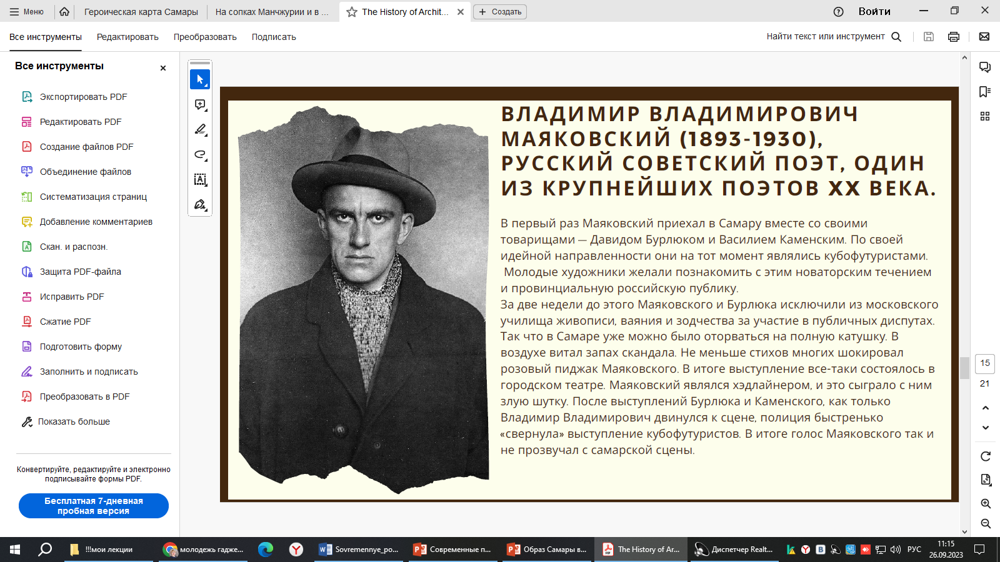 Меню
Героическая карта Самары
На сопках Манчжурии и в ...
The History of Archit...
Создать
Войти
Все инструменты
Редактировать
Преобразовать
Подписать
Найти текст или инструмент
Все инструменты
Экспортировать PDF
Редактировать PDF
Создание файлов PDF
Объединение файлов
Систематизация страниц
Добавление комментариев
Скан. и распозн.
Защита PDF-файла
Исправить PDF
Сжатие PDF
Подготовить форму
Заполнить и подписать
Преобразовать в PDF
Показать больше
Конвертируйте, редактируйте и электронно
подписывайте формы PDF.
Бесплатная 7-дневная
пробная версия
ВЛАДИМИР ВЛАДИМИРОВИЧ
МАЯКОВСКИЙ (1893-1930),
РУССКИЙ СОВЕТСКИЙ ПОЭТ, ОДИН
ИЗ КРУПНЕЙШИХ ПОЭТОВ XX ВЕКА.
В первый раз Маяковский приехал в Самару вместе со своими
товарищами — Давидом Бурлюком и Василием Каменским. По своей
идейной направленности они на тот момент являлись кубофутуристами.
Молодые художники желали познакомить с этим новаторским течением
и провинциальную российскую публику.
За две недели до этого Маяковского и Бурлюка исключили из московского
училища живописи, ваяния и зодчества за участие в публичных диспутах.
Так что в Самаре уже можно было оторваться на полную катушку. В
воздухе витал запах скандала. Не меньше стихов многих шокировал
розовый пиджак Маяковского. В итоге выступление все-таки состоялось в
городском театре. Маяковский являлся хэдлайнером, и это сыграло с ним
злую шутку. После выступлений Бурлюка и Каменского, как только
Владимир Владимирович двинулся к сцене, полиция быстренько
«свернула» выступление кубофутуристов. В итоге голос Маяковского так и
не прозвучал с самарской сцены.
15
21
!!!мои лекции
молодежь гадже...
Sovremennye_po...
Современные п...
Образ Самары в...
The History of Ar...
Диспетчер Realt...
РУС
11:15
26.09.2023